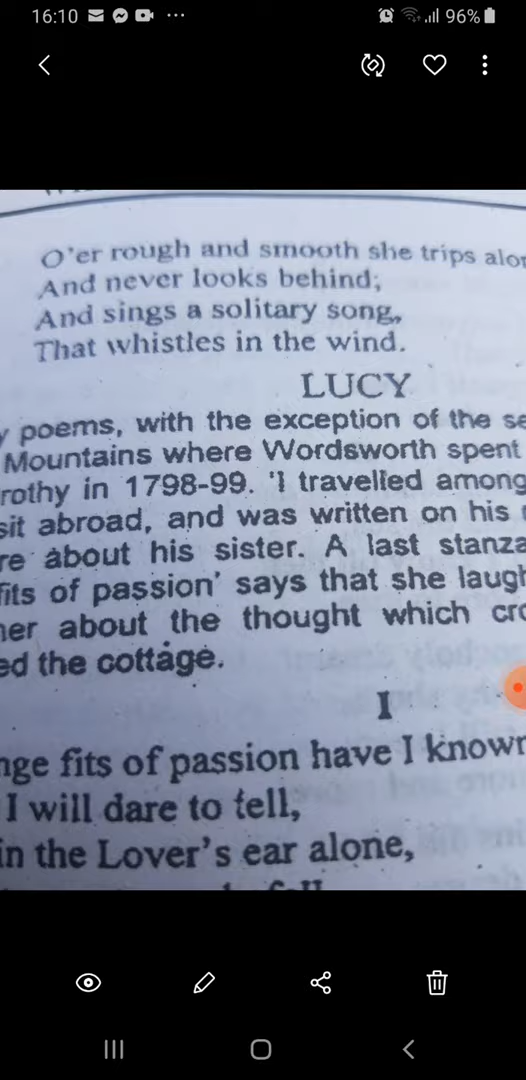 16:10 96%
O'er rough and smooth she trips alon
And never looks behind;
And sings a solitary song,
That whistles in the wind.
LUCY
y poems, with the exception of the se
Mountains where Wordsworth spent
rothy in 1798-99. 'I travelled among
sit abroad, and was written on his
re about his sister. A last stanza
fits of passion' says that she laugh
her about the thought which cro
ed the cottage.
I
nge fits of passion have I known
I will dare to tell,
in the Lover's ear alone,